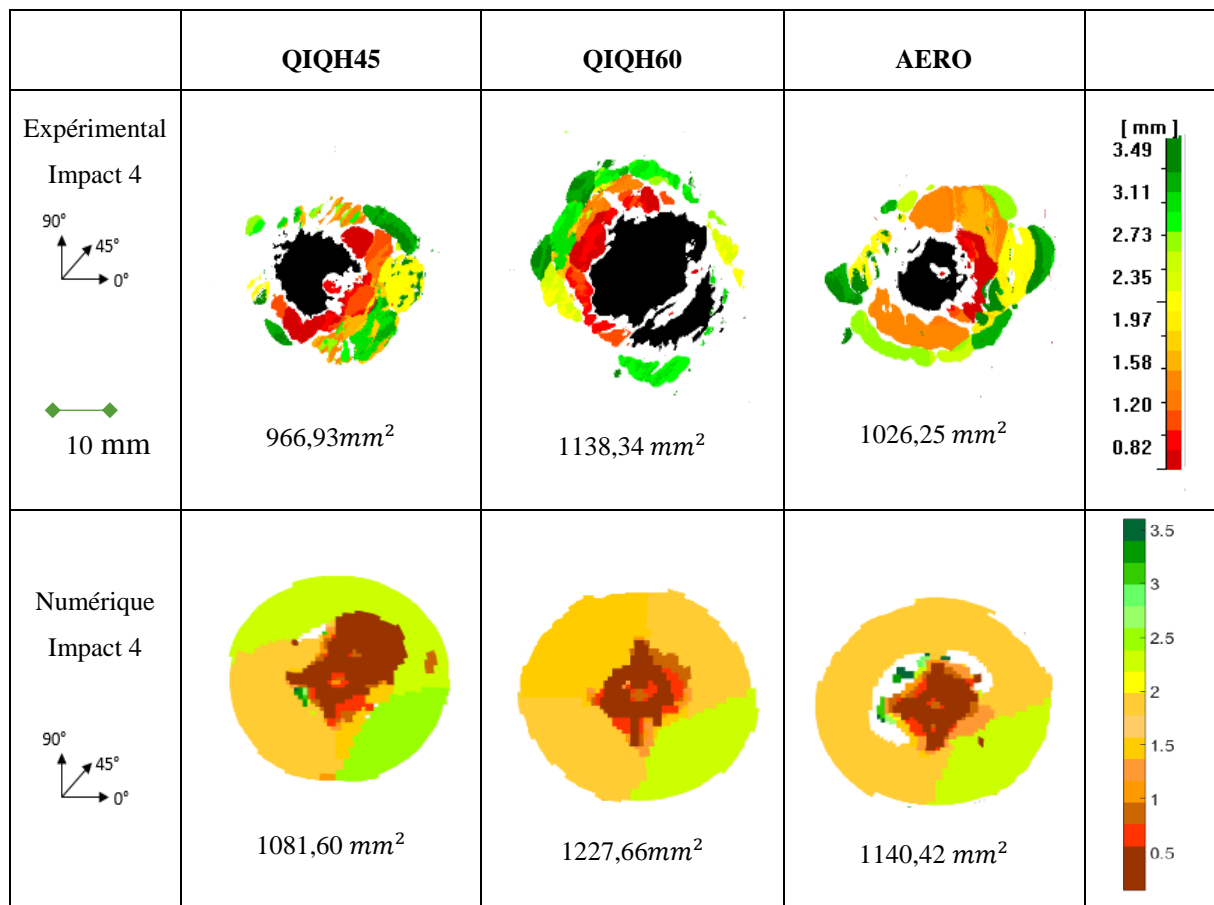 QIQH45 QIQH60 AERO
Expérimental
Impact 4
90°
45°
0°
10 mm
966,93mm²
1138,34 mm²
1026,25 mm²
[ mm ]
3.49
3.11
2.73
2.35
1.97
1.58
1.20
0.82
Numérique
Impact 4
90°
45°
0°
1081,60 mm²
1227,66mm²
1140,42 mm²
3.5
3
2.5
2
1.5
1
0.5